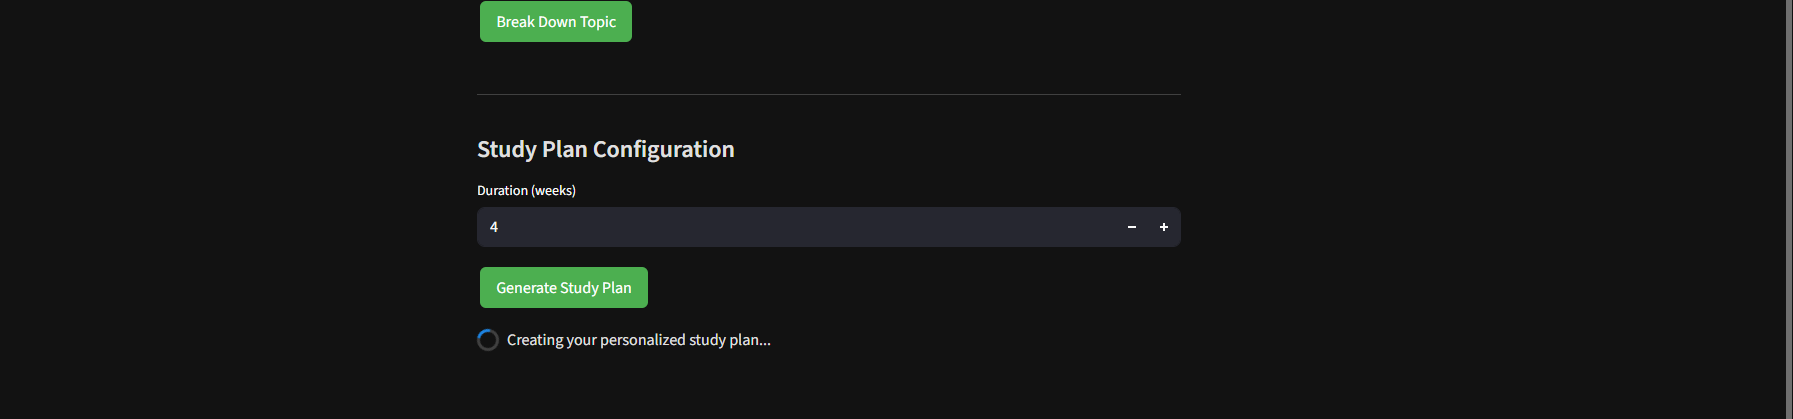 Break Down Topic
Study Plan Configuration
Duration (weeks)
4
Generate Study Plan
Creating your personalized study plan...